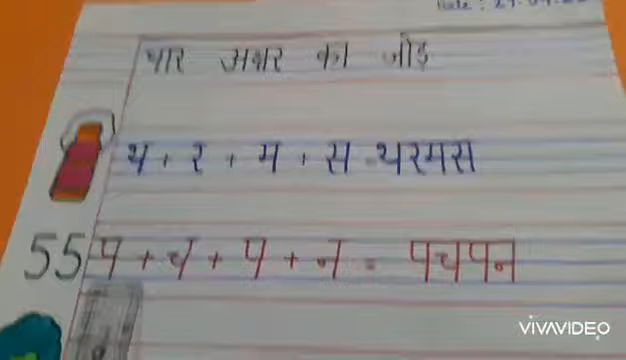 चार अक्षर का जोड़
थ + र + म + स = थरमस
55 प + च + प + न = पचपन
VIVAVIDEO